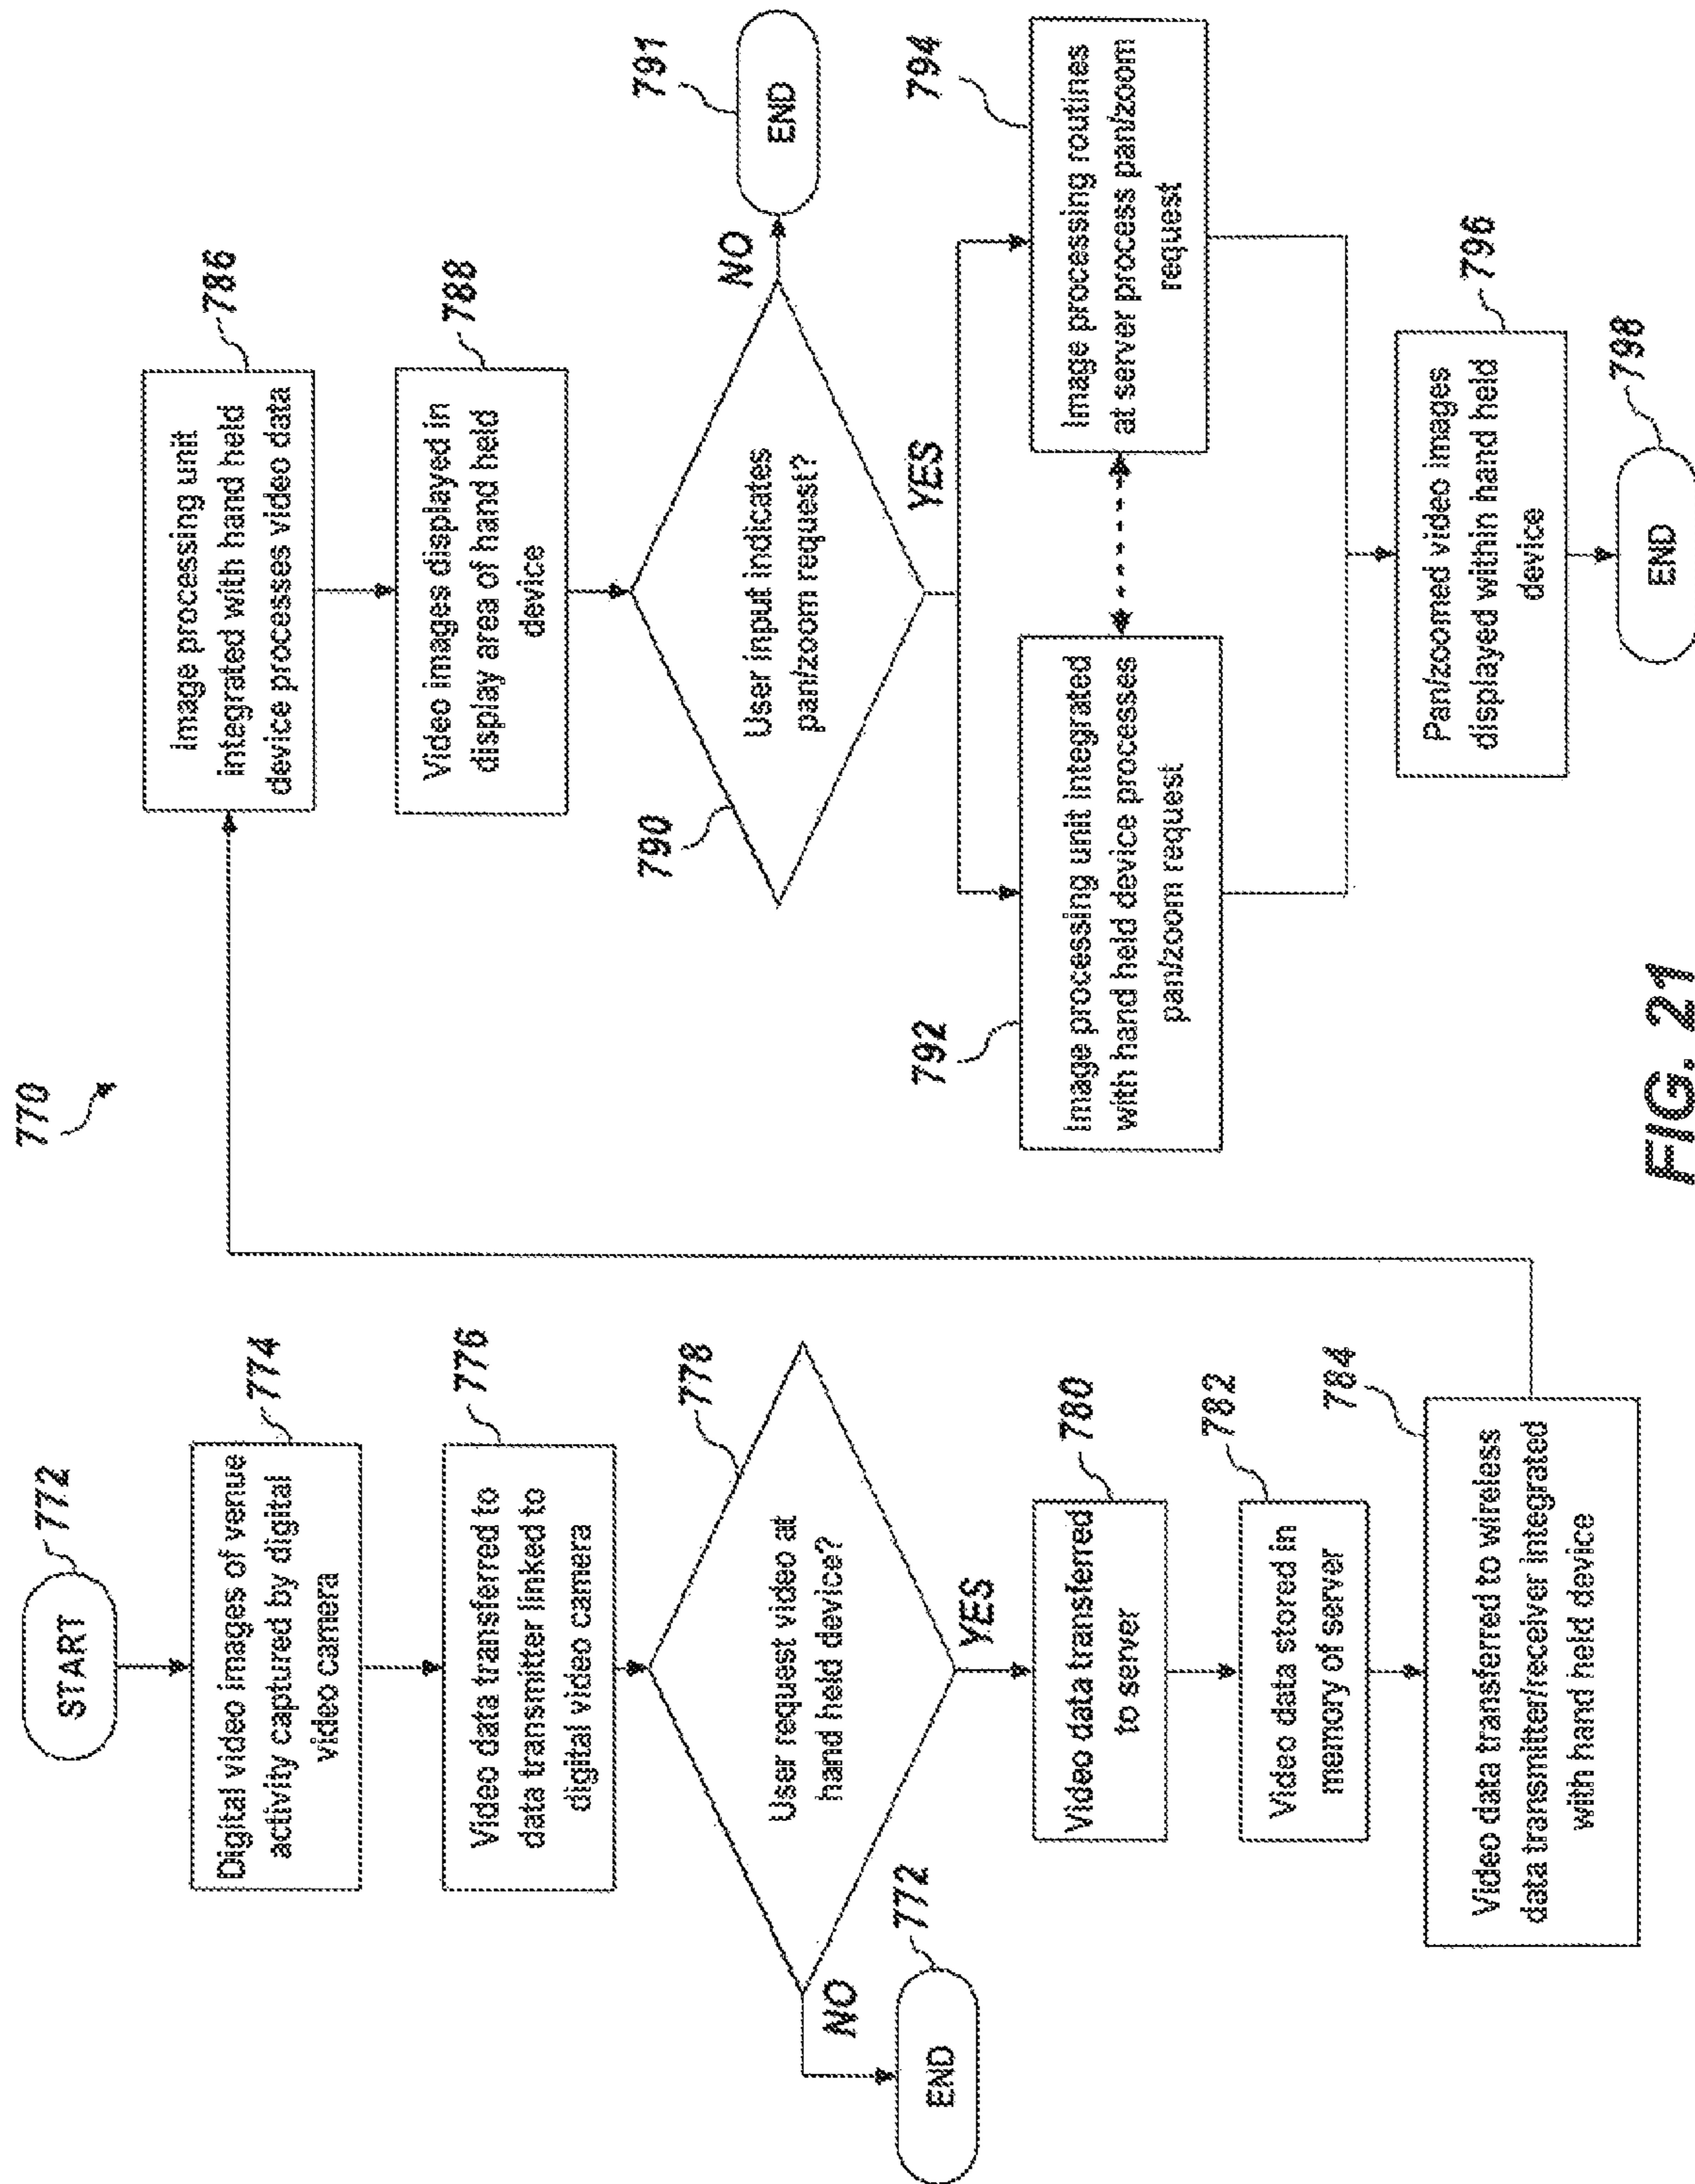 770
START
772
Digital video images of venue
activity captured by digital
video camera
774
Video data transferred to
data transmitter linked to
digital video camera
776
User request video at
hand held device?
778
NO
END
772
YES
Video data transferred
to server
780
Video data stored in
memory of server
782
Video data transferred to wireless
data transmitter/receiver integrated
with hand held device
784
Image processing unit
integrated with hand held
device processes video data
786
Video images displayed in
display area of hand held
device
788
User input indicates
pan/zoom request?
790
NO
END
791
YES
Image processing unit integrated
with hand held device processes
pan/zoom request
792
Image processing routines
at server process pan/zoom
request
794
Pan/zoomed video images
displayed within hand held
device
796
END
798
FIG. 21